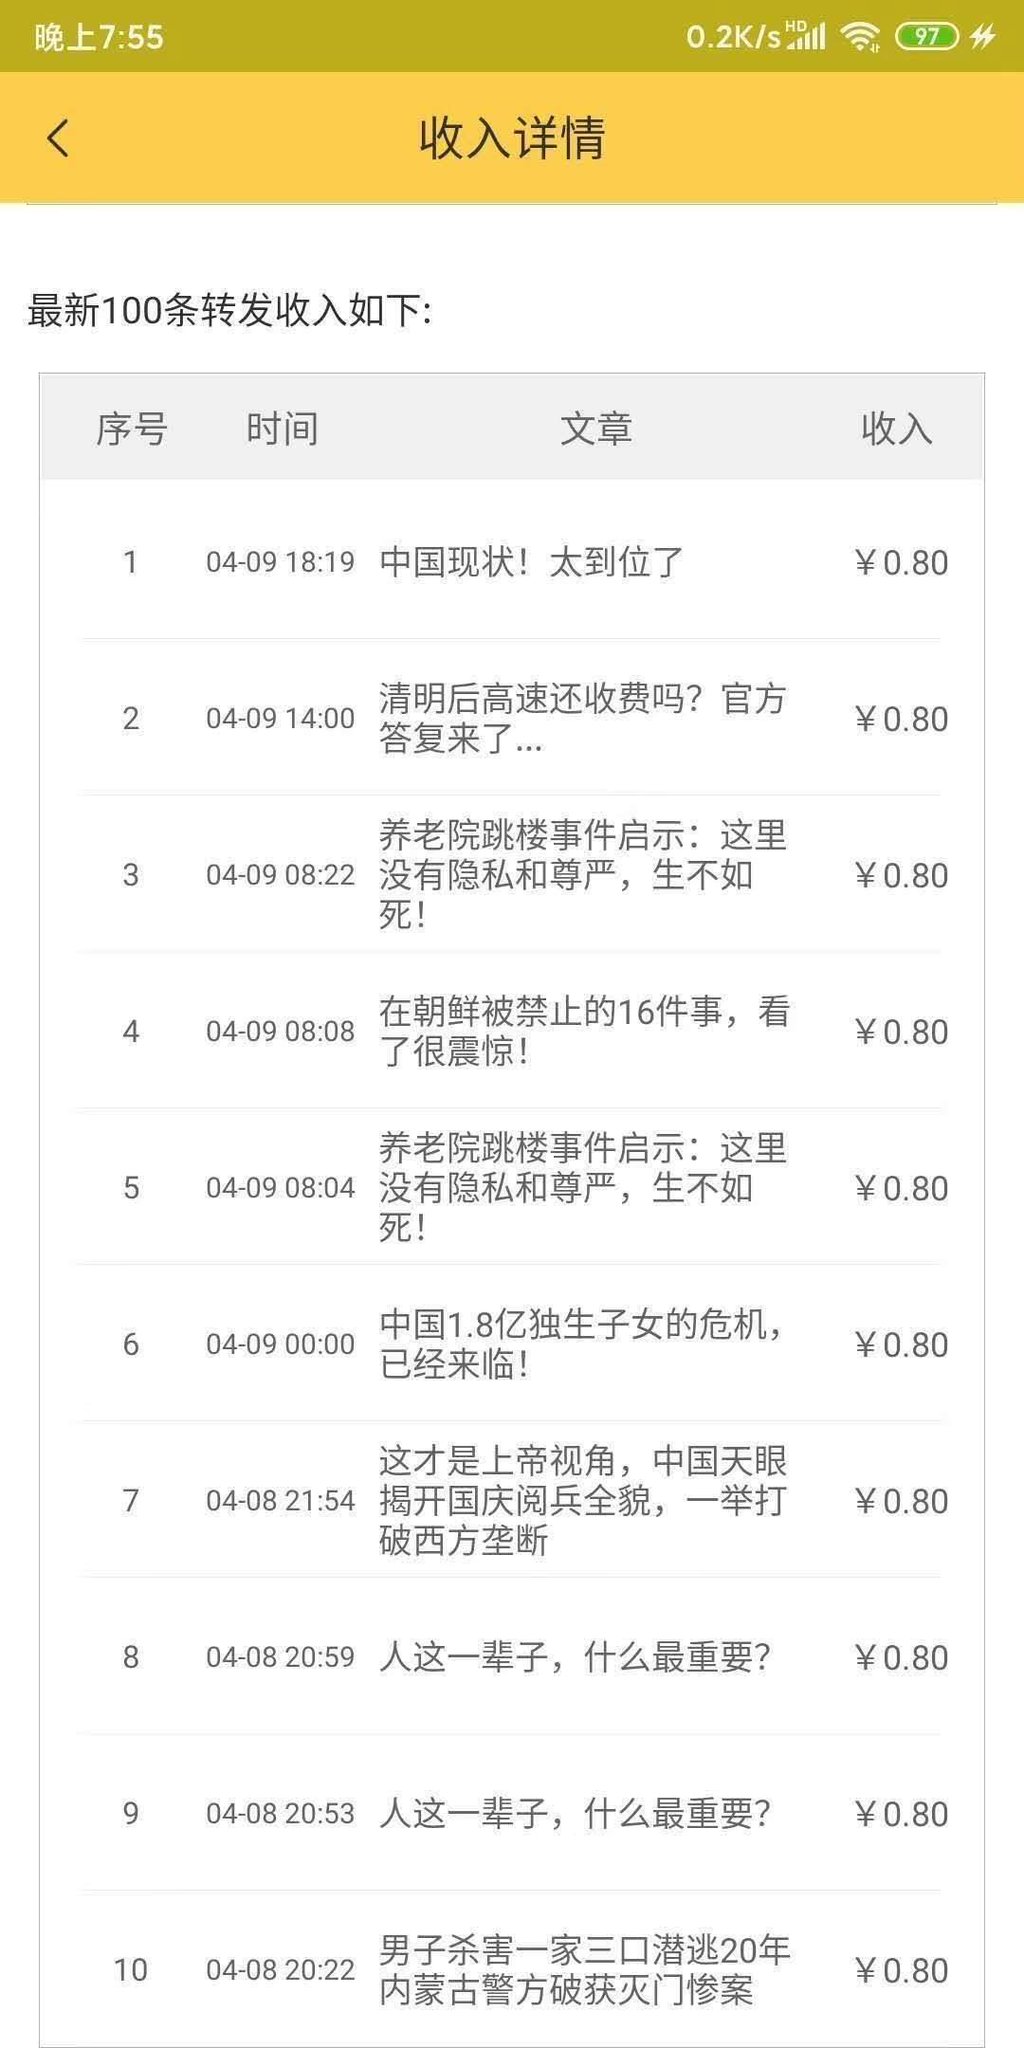 晚上7:55 0.2K/s HD 97
收入详情
最新100条转发收入如下:
序号 时间 文章 收入
1 04-09 18:19 中国现状！太到位了 ￥0.80
2 04-09 14:00 清明后高速还收费吗？官方
答复来了... ￥0.80
3 04-09 08:22 养老院跳楼事件启示：这里
没有隐私和尊严，生不如
死！ ￥0.80
4 04-09 08:08 在朝鲜被禁止的16件事，看
了很震惊！ ￥0.80
5 04-09 08:04 养老院跳楼事件启示：这里
没有隐私和尊严，生不如
死！ ￥0.80
6 04-09 00:00 中国1.8亿独生子女的危机，
已经来临！ ￥0.80
7 04-08 21:54 这才是上帝视角，中国天眼
揭开国庆阅兵全貌，一举打
破西方垄断 ￥0.80
8 04-08 20:59 人这一辈子，什么最重要？ ￥0.80
9 04-08 20:53 人这一辈子，什么最重要？ ￥0.80
10 04-08 20:22 男子杀害一家三口潜逃20年
内蒙古警方破获灭门惨案 ￥0.80